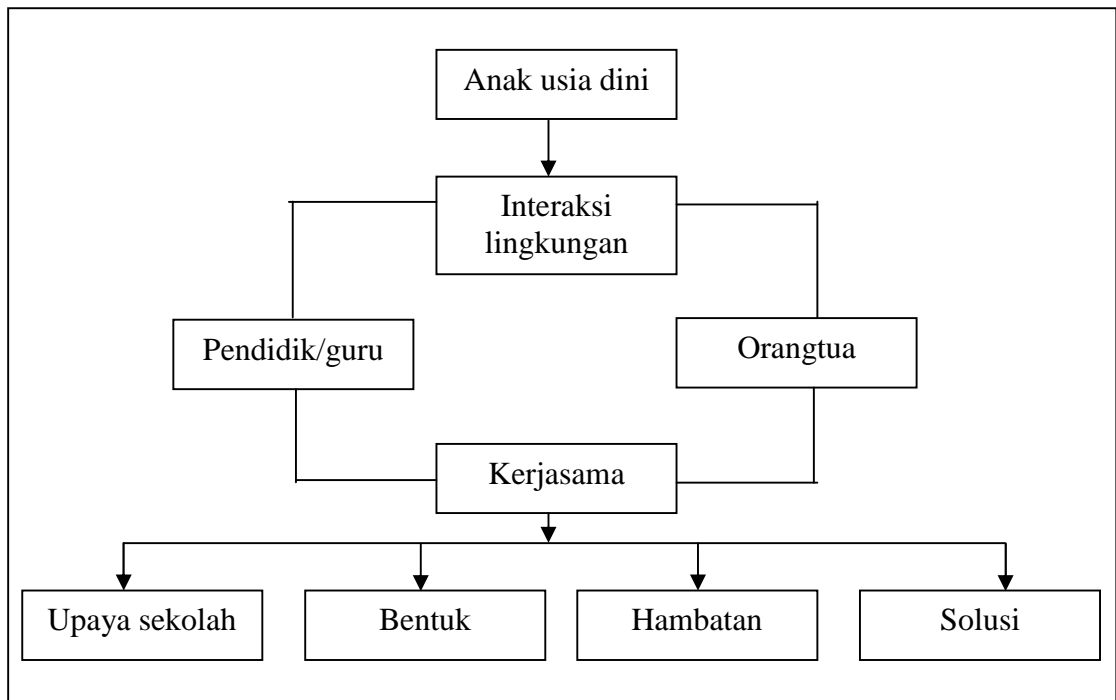 Anak usia dini
Interaksi
lingkungan
Pendidik/guru
Orangtua
Kerjasama
Upaya sekolah
Bentuk
Hambatan
Solusi